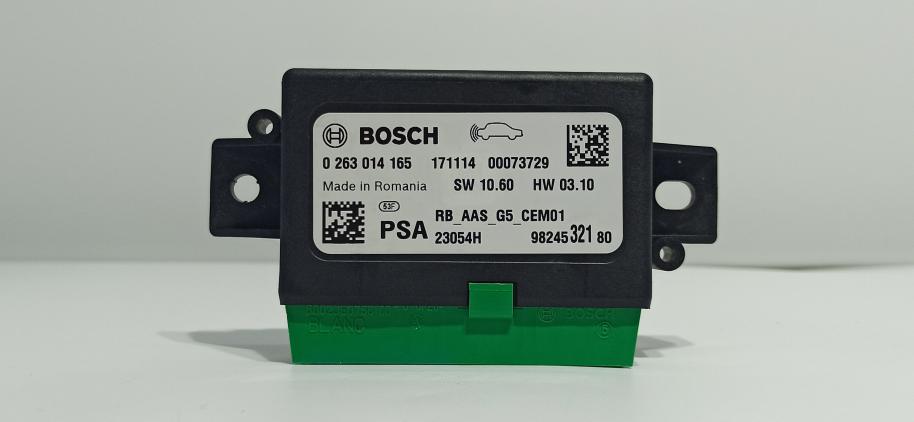 BOSCH
0 263 014 165 171114 00073729
Made in Romania SW 10.60 HW 03.10
53F
PSA RB_AAS_G5_CEM01
23054H 98245 321 80
BLANC
BOSCH